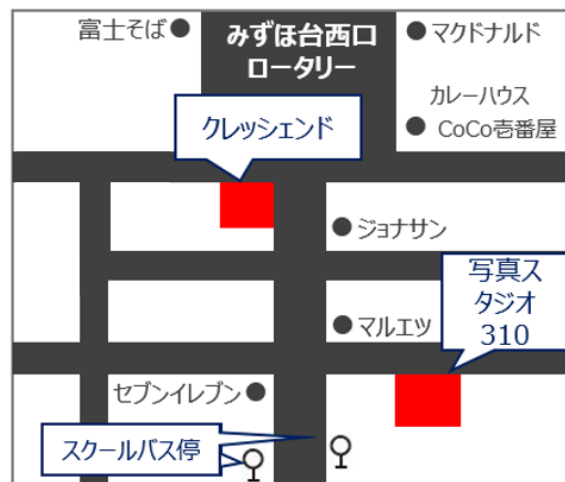 富士そば
みずほ台西口
ロータリー
マクドナルド
カレーハウス
CoCo壱番屋
クレッシェンド
ジョナサン
写真ス
タジオ
310
マルエツ
セブンイレブン
スクールバス停